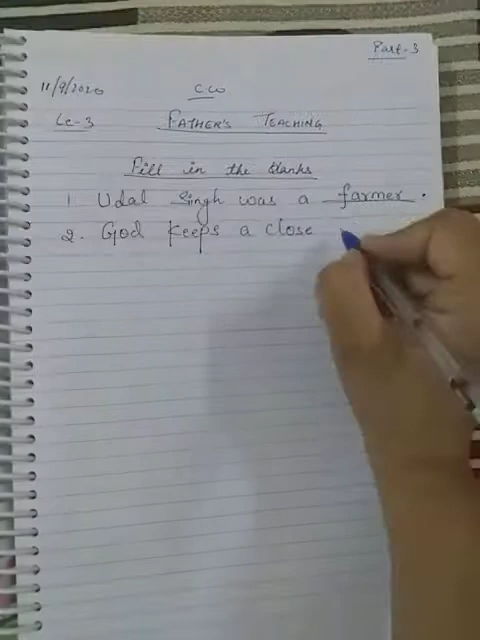 Part-3
11/9/2020 CW
Lc-3 FATHER'S TEACHING
Fill in the blanks
1. Udal Singh was a farmer.
2. God keeps a close